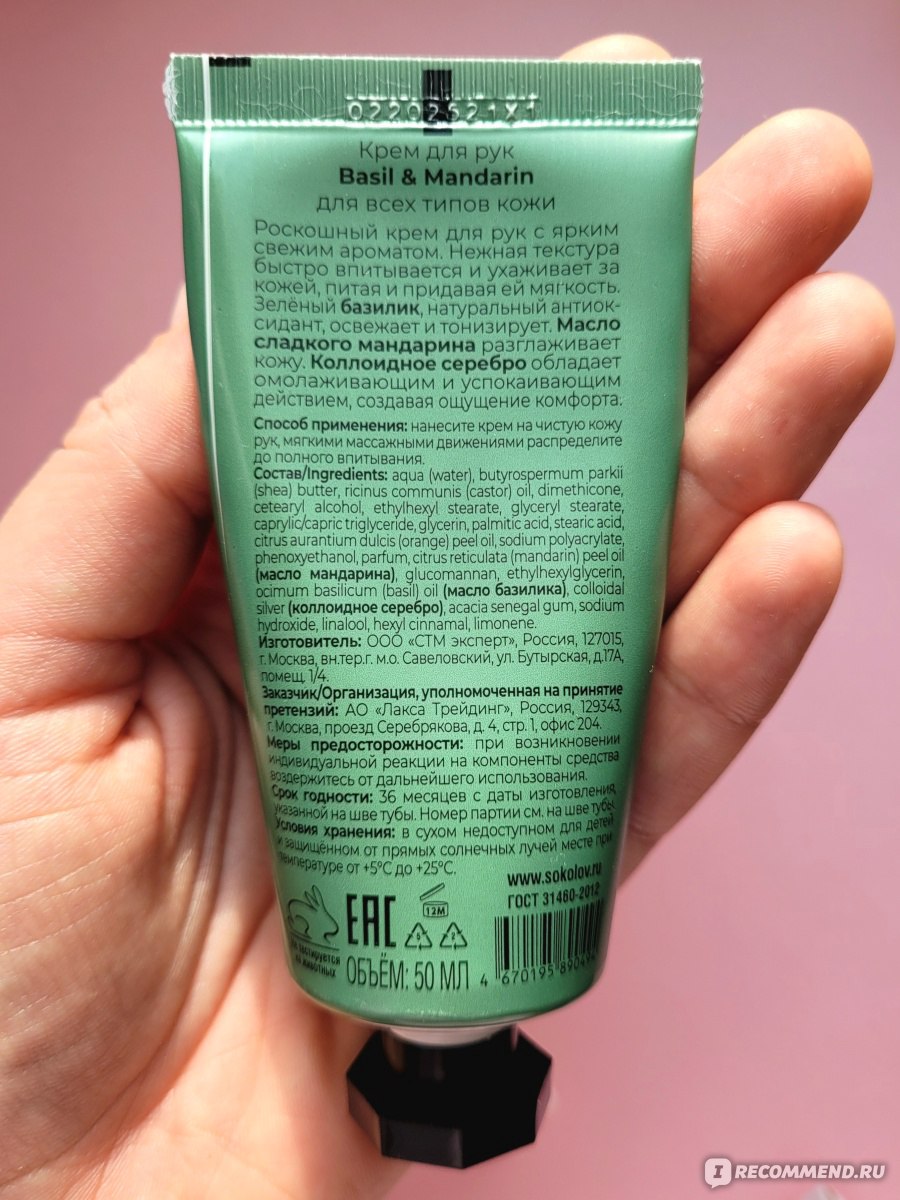 Крем для рук
Basil & Mandarin
для всех типов кожи
Роскошный крем для рук с ярким
свежим ароматом. Нежная текстура
быстро впитывается и ухаживает за
кожей, питая и придавая ей мягкость.
Зелёный базилик, натуральный антиок-
сидант, освежает и тонизирует. Масло
сладкого мандарина разглаживает
кожу. Коллоидное серебро обладает
омолаживающим и успокаивающим
действием, создавая ощущение комфорта.
Способ применения: нанесите крем на чистую кожу
рук, мягкими массажными движениями распределите
до полного впитывания.
Состав/Ingredients: aqua (water), butyrospermum parkii
(shea) butter, ricinus communis (castor) oil, dimethicone,
cetearyl alcohol, ethylhexyl stearate, glyceryl stearate,
caprylic/capric triglyceride, glycerin, palmitic acid, stearic acid,
citrus aurantium dulcis (orange) peel oil, sodium polyacrylate,
phenoxyethanol, parfum, citrus reticulata (mandarin) peel oil
(масло мандарина), glucomannan, ethylhexylglycerin,
ocimum basilicum (basil) oil (масло базилика), colloidal
silver (коллоидное серебро), acacia senegal gum, sodium
hydroxide, linalool, hexyl cinnamal, limonene.
Изготовитель: ООО «СТМ эксперт», Россия, 127015,
г. Москва, вн.тер.г. м.о. Савеловский, ул. Бутырская, д.17А,
помещ. 1/4.
Заказчик/Организация, уполномоченная на принятие
претензий: АО «Лакса Трейдинг», Россия, 129343,
г. Москва, проезд Серебрякова, д. 4, стр. 1, офис 204.
Меры предосторожности: при возникновении
индивидуальной реакции на компоненты средства
воздержитесь от дальнейшего использования.
Срок годности: 36 месяцев с даты изготовления,
указанной на шве тубы. Номер партии см. на шве тубы.
Условия хранения: в сухом недоступном для детей
и защищённом от прямых солнечных лучей месте при
температуре от +5°C до +25°C.
www.sokolov.ru
ГОСТ 31460-2012
EAC
12M
5 2
Не тестируется
на животных
ОБЪЁМ: 50 МЛ
4 670195 8904
I RECOMMEND.RU